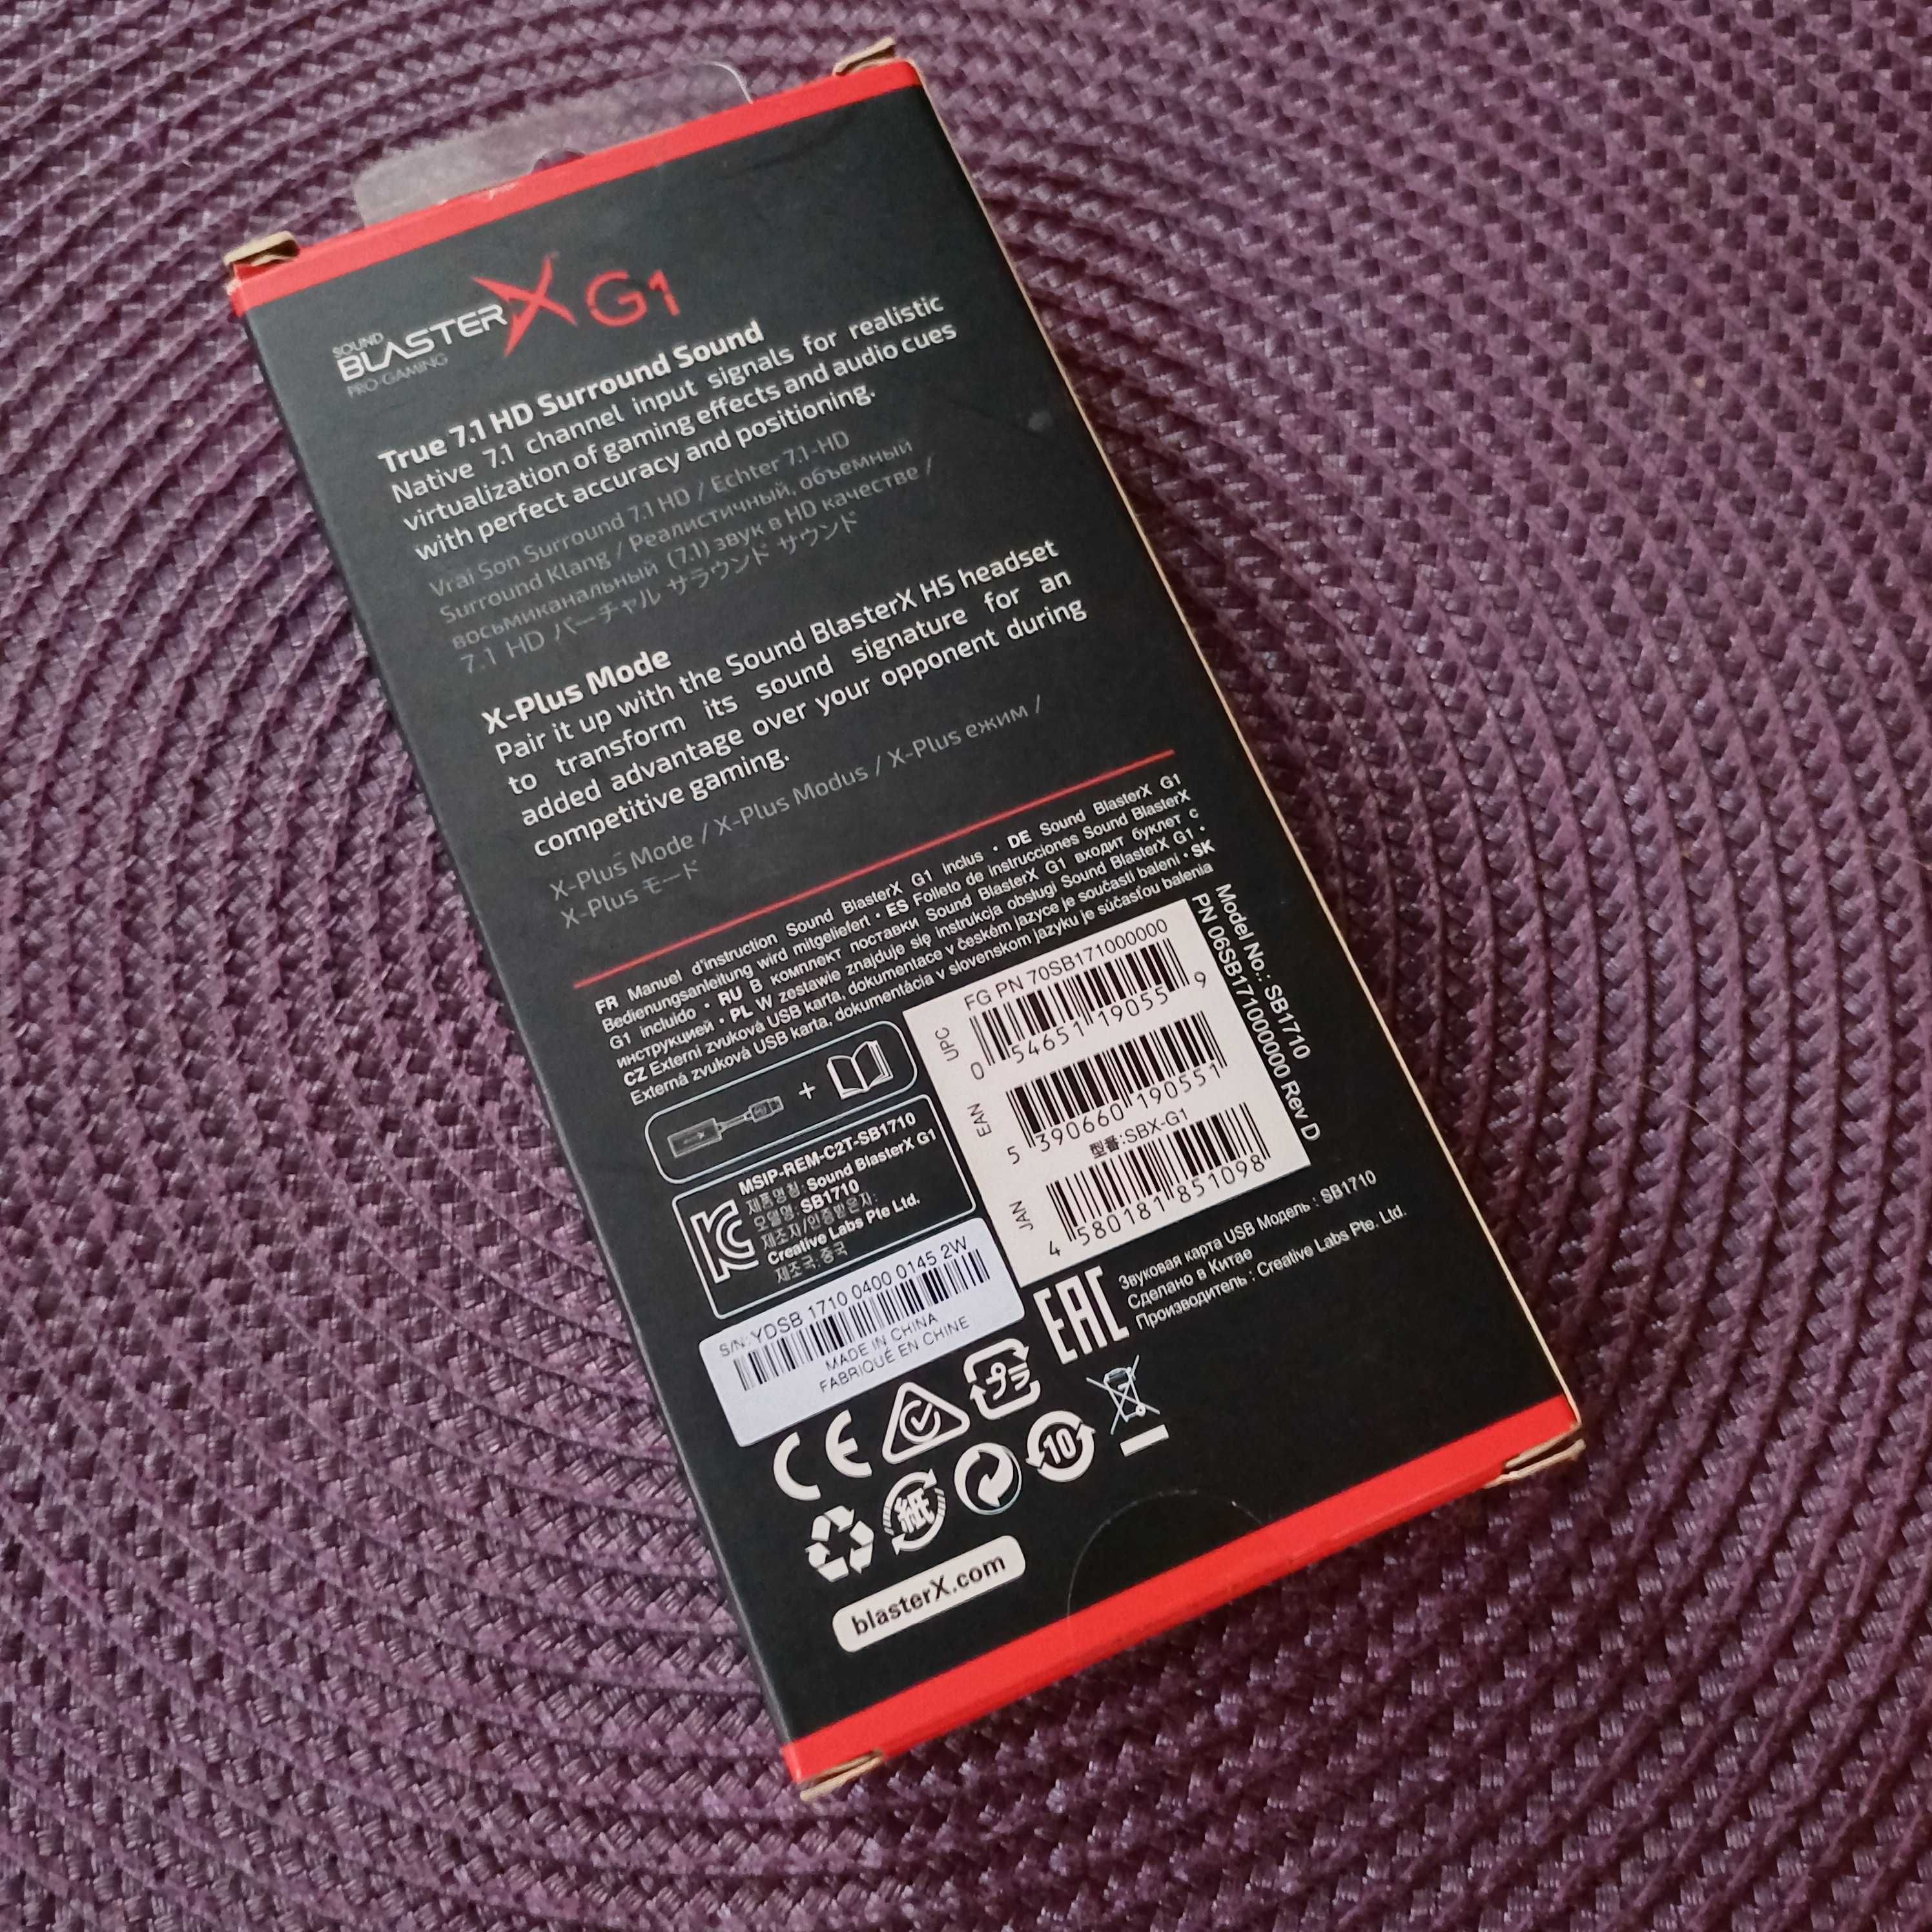 SOUND
BLASTERX G1
PRO-GAMING
True 7.1 HD Surround Sound
Native 7.1 channel input signals for realistic
virtualization of gaming effects and audio cues
with perfect accuracy and positioning.
Vrai Son Surround 7.1 HD / Echter 7.1-HD
Surround Klang / Реалистичный, объемный
восьмиканальный (7.1) звук в HD качестве /
7.1 HD バーチャル サラウンド サウンド
X-Plus Mode
Pair it up with the Sound BlasterX H5 headset
to transform its sound signature for an
added advantage over your opponent during
competitive gaming.
X-Plus Mode / X-Plus Modus / X-Plus ежим /
X-Plus モード
FR Manuel d'instruction Sound BlasterX G1 inclus • DE Sound BlasterX G1
Bedienungsanleitung wird mitgeliefert • ES Folleto de instrucciones Sound BlasterX
G1 incluido • RU В комплект поставки Sound BlasterX G1 входит буклет с
инструкцией • PL W zestawie znajduje się instrukcja obsługi Sound BlasterX G1 •
CZ Externí zvuková USB karta, dokumentace v českém jazyce je současti balení • SK
Externá zvuková USB karta, dokumentácia v slovenskom jazyku je súčasťou balenia
+
MSIP-REM-C2T-SB1710
제품명칭: Sound BlasterX G1
모델명: SB1710
제조자/인증받은자:
Creative Labs Pte Ltd.
제조국: 중국
S/N: YDSB 1710 0400 0145 2W
MADE IN CHINA
FABRIQUÉ EN CHINE
FG PN 70SB171000000
UPC
0 54651 19055 9
EAN
5 390660 190551
型番:SBX-G1
JAN
4 580181 851098
Model No.: SB1710
PN 06SB171000000 Rev D
EAC
Звуковая карта USB Модель : SB1710
Сделано в Китае
Производитель : Creative Labs Pte. Ltd.
CE
紙
10
blasterX.com